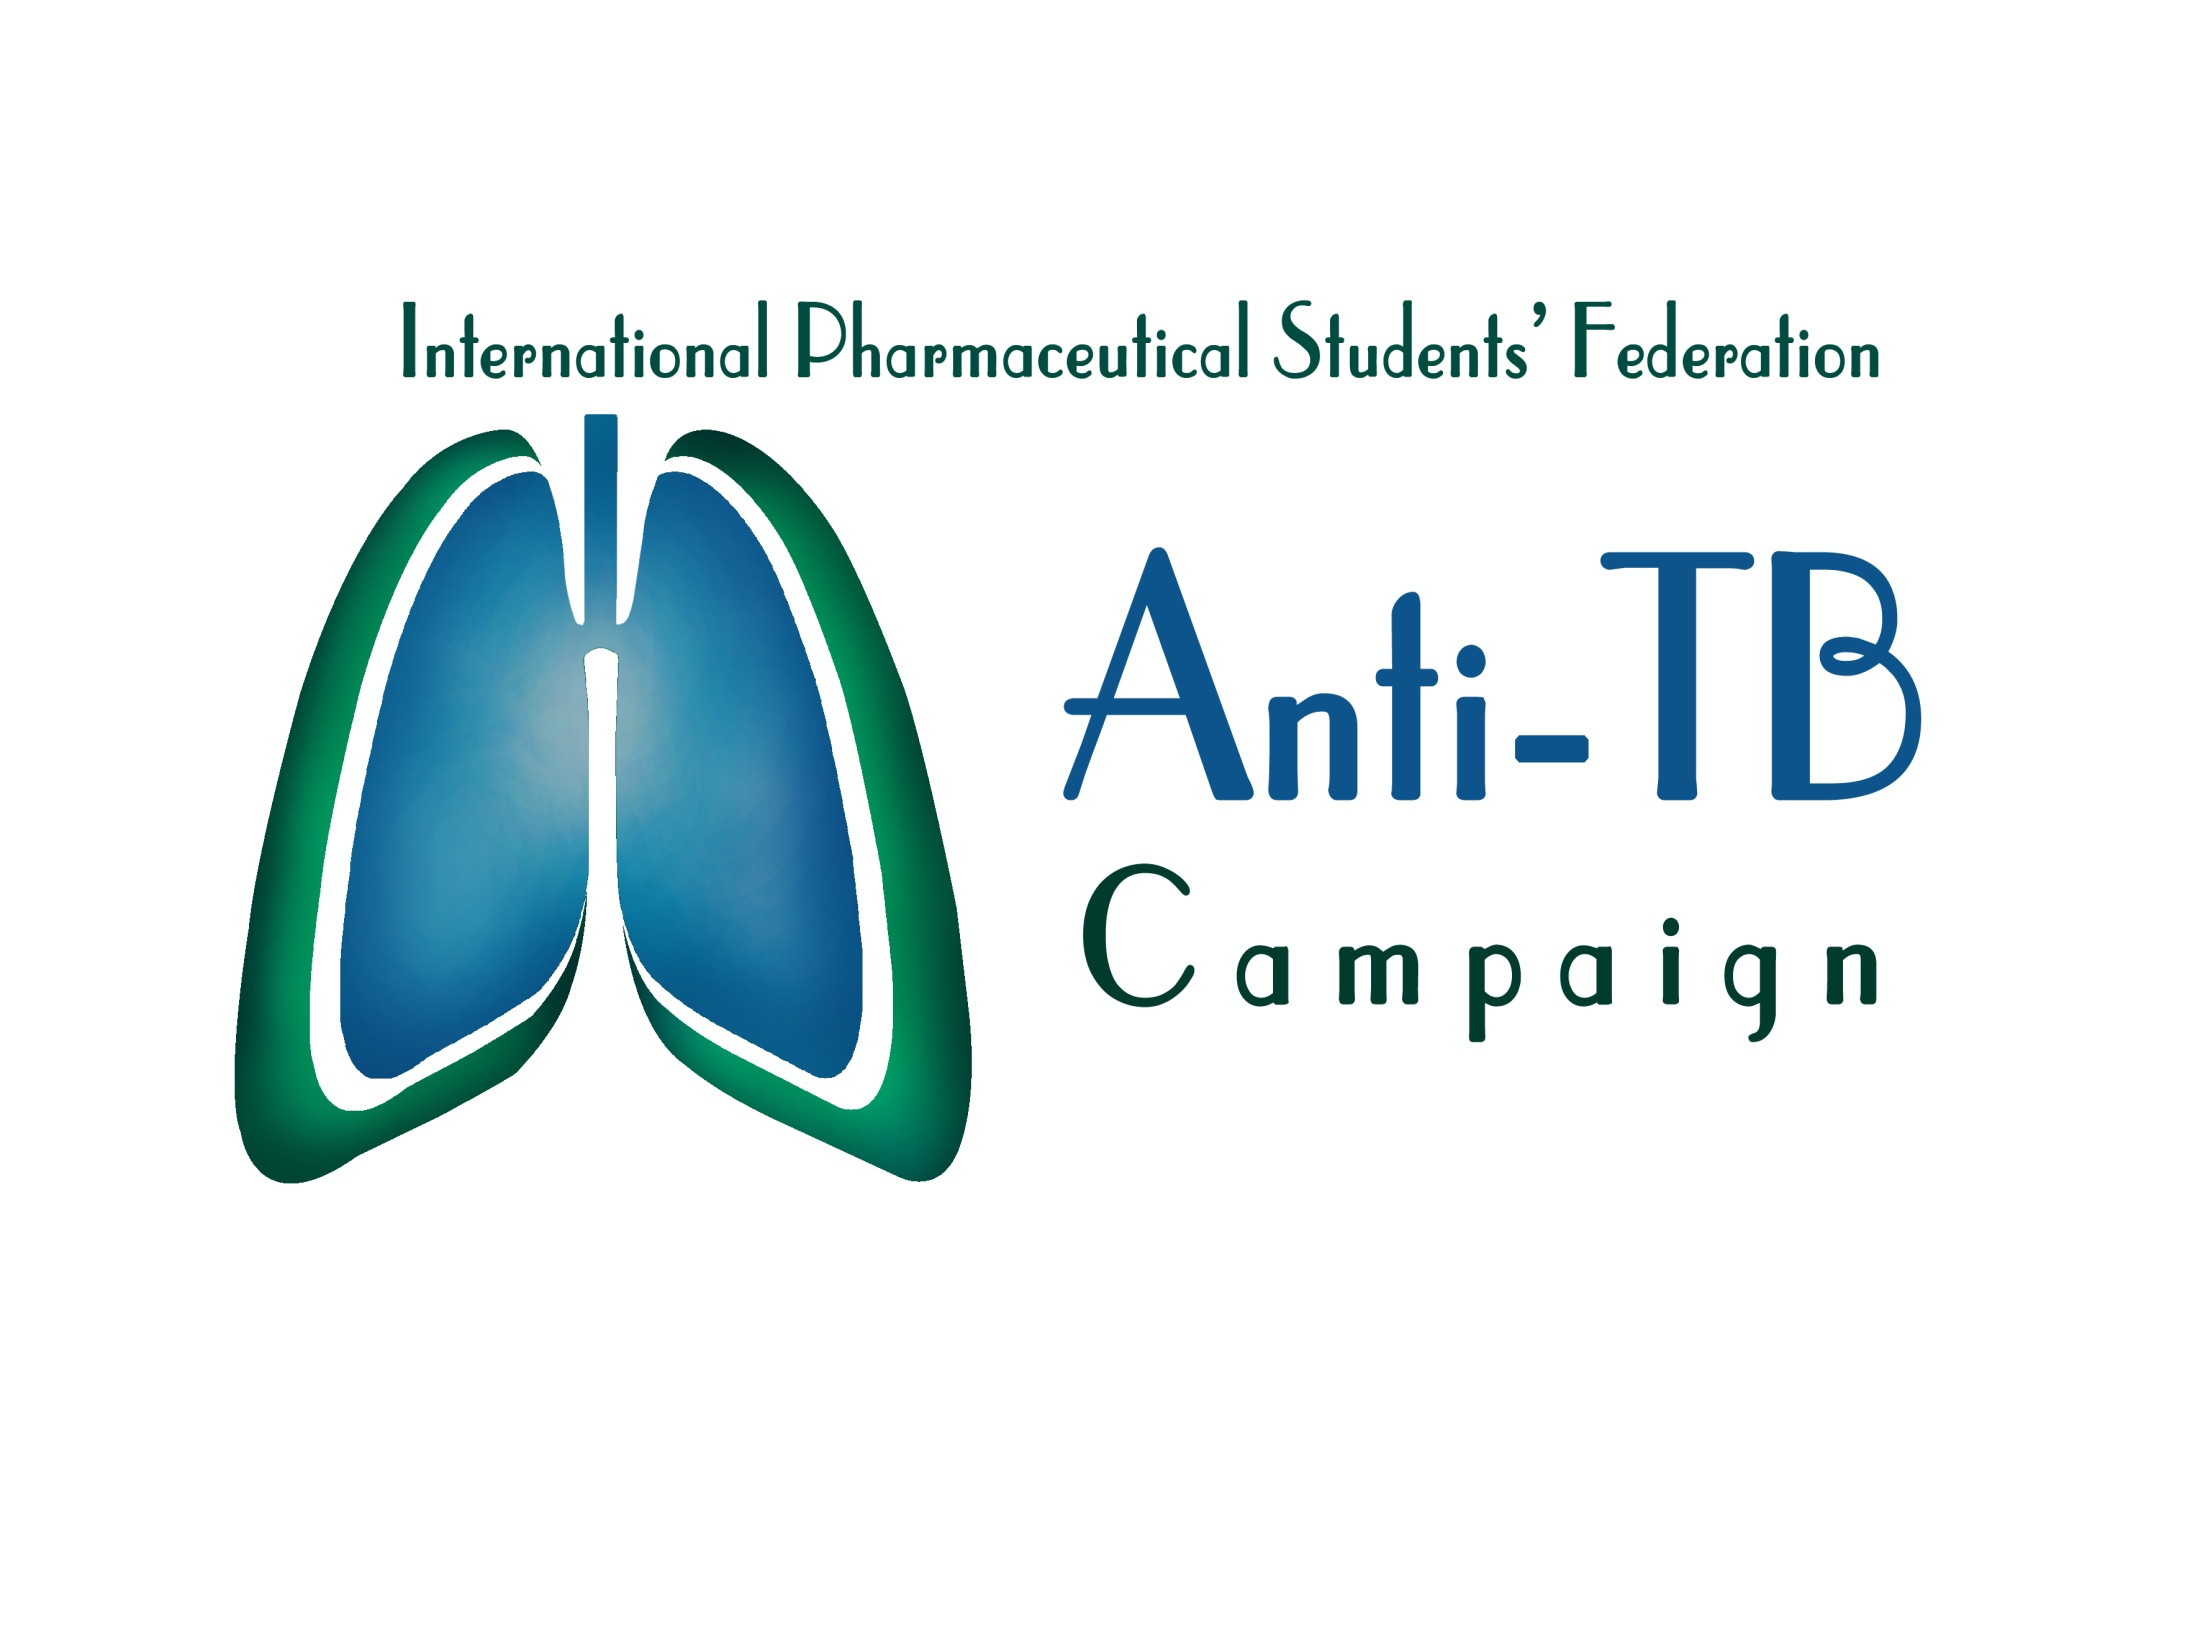 International Pharmaceutical Students’ Federation
Anti-TB
Campaign